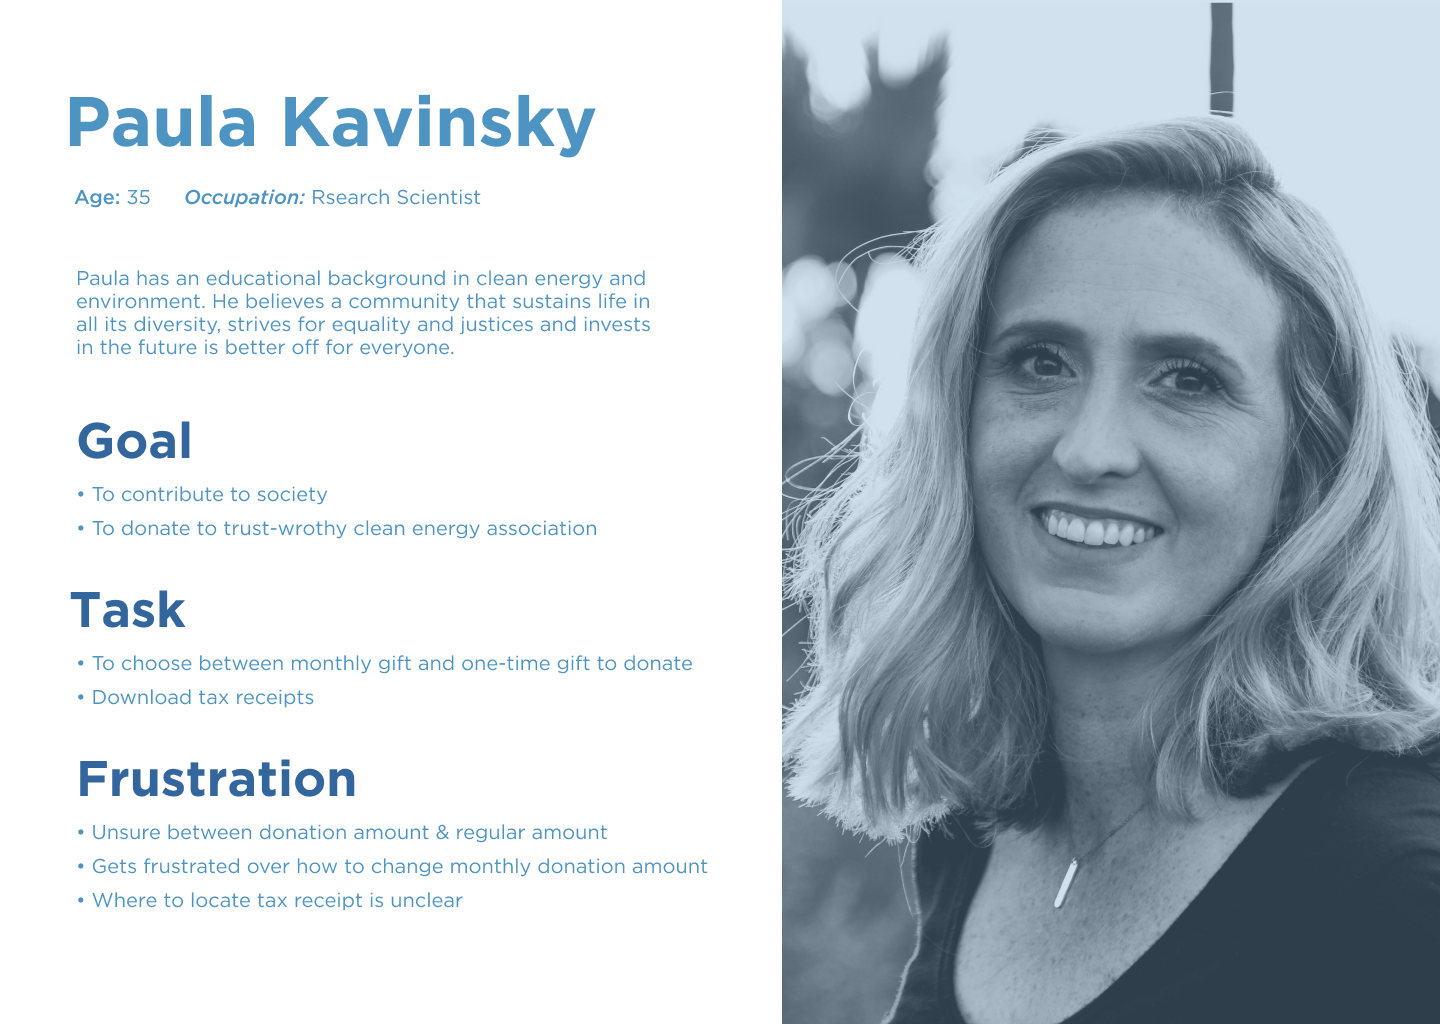 Paula Kavinsky
Age: 35 Occupation: Rsearch Scientist
Paula has an educational background in clean energy and
environment. He believes a community that sustains life in
all its diversity, strives for equality and justices and invests
in the future is better off for everyone.
Goal
• To contribute to society
• To donate to trust-wrothy clean energy association
Task
• To choose between monthly gift and one-time gift to donate
• Download tax receipts
Frustration
• Unsure between donation amount & regular amount
• Gets frustrated over how to change monthly donation amount
• Where to locate tax receipt is unclear